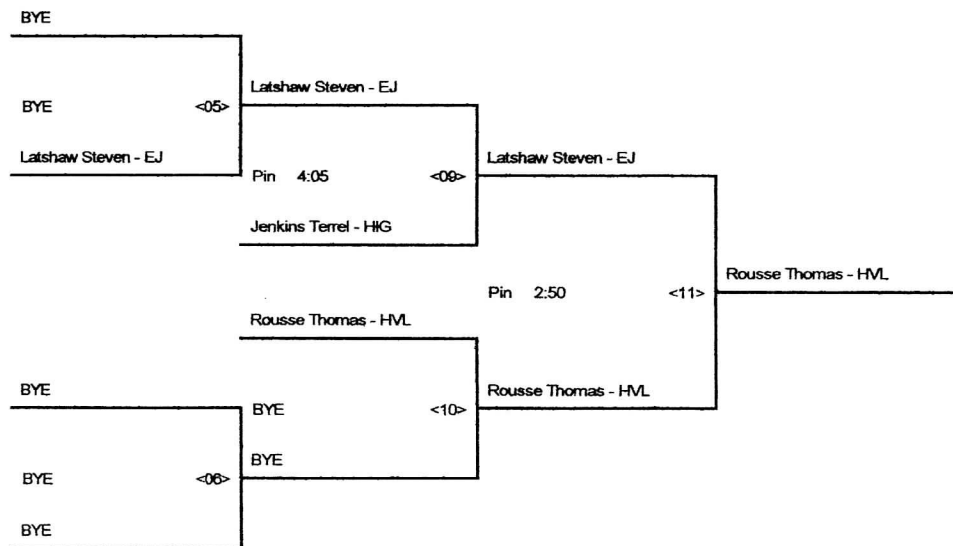 BYE
BYE <05>
Latshaw Steven - EJ
Latshaw Steven - EJ
Pin 4:05 <09>
Jenkins Terrel - HIG
Latshaw Steven - EJ
Pin 2:50 <11>
Rousse Thomas - HVL
Rousse Thomas - HVL
BYE <10>
BYE
Rousse Thomas - HVL
BYE
BYE <06>
BYE